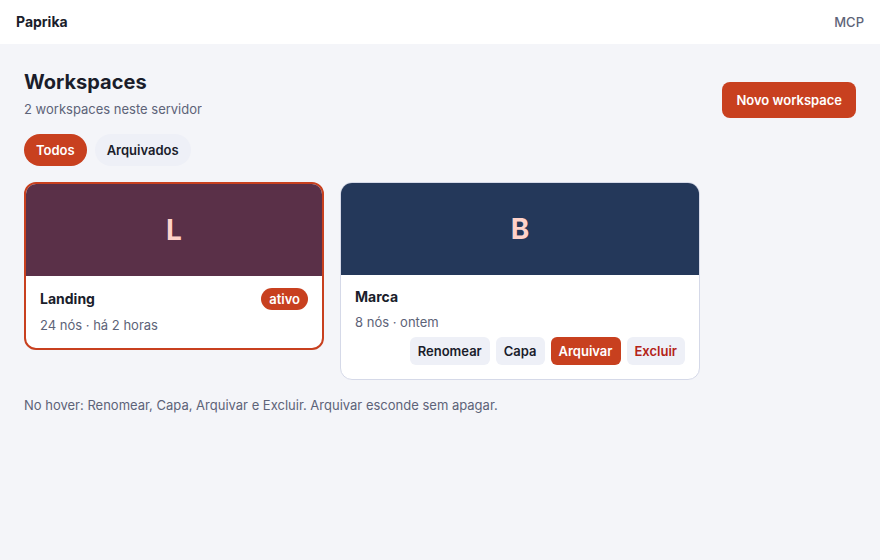 Paprika
MCP
Workspaces
2 workspaces neste servidor
Novo workspace
Todos
Arquivados
L
B
Landing
ativo
24 nós · há 2 horas
Marca
8 nós · ontem
Renomear
Capa
Arquivar
Excluir
No hover: Renomear, Capa, Arquivar e Excluir. Arquivar esconde sem apagar.